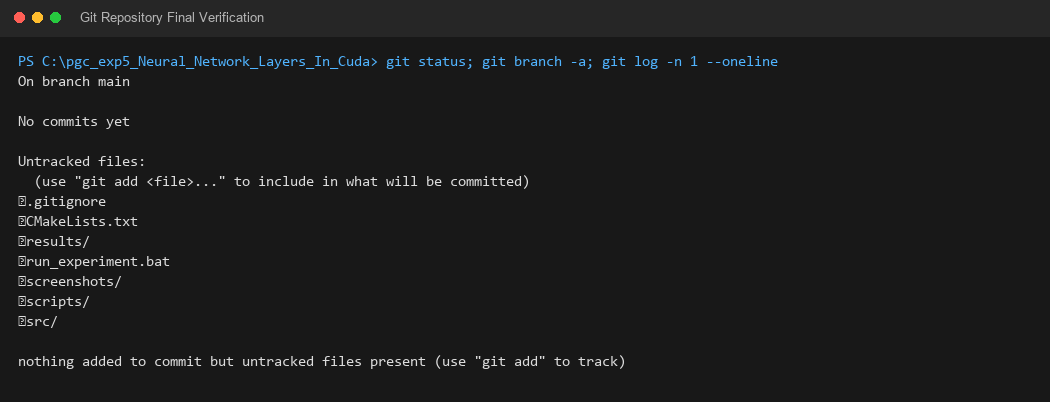 Git Repository Final Verification
PS C:\pgc_exp5_Neural_Network_Layers_In_Cuda> git status; git branch -a; git log -n 1 --oneline
On branch main
No commits yet
Untracked files:
(use "git add <file>..." to include in what will be committed)
.gitignore
CMakeLists.txt
results/
run_experiment.bat
screenshots/
scripts/
src/
nothing added to commit but untracked files present (use "git add" to track)